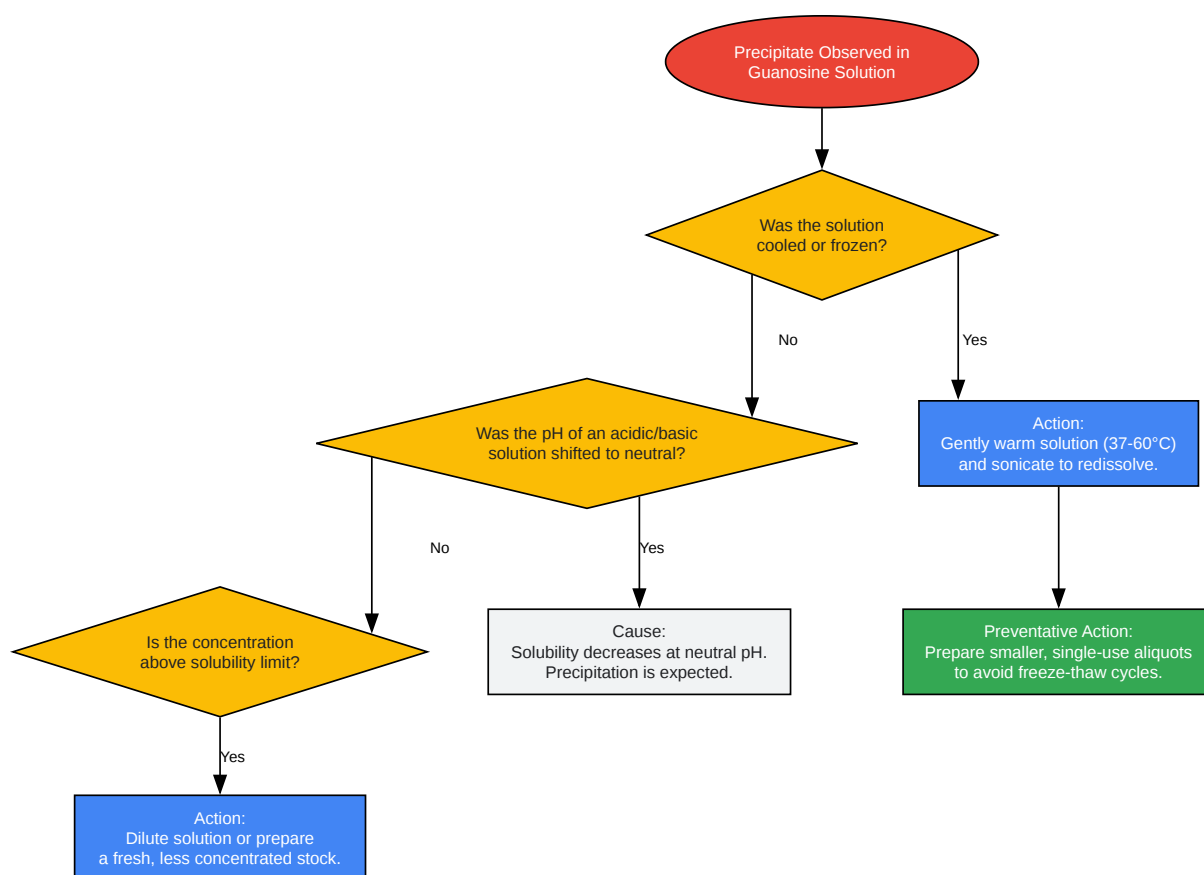 Precipitate Observed in
Guanosine Solution
Was the solution
cooled or frozen?
No
Yes
Was the pH of an acidic/basic
solution shifted to neutral?
Action:
Gently warm solution (37-60°C)
and sonicate to redissolve.
No
Yes
Is the concentration
above solubility limit?
Cause:
Solubility decreases at neutral pH.
Precipitation is expected.
Preventative Action:
Prepare smaller, single-use aliquots
to avoid freeze-thaw cycles.
Yes
Action:
Dilute solution or prepare
a fresh, less concentrated stock.